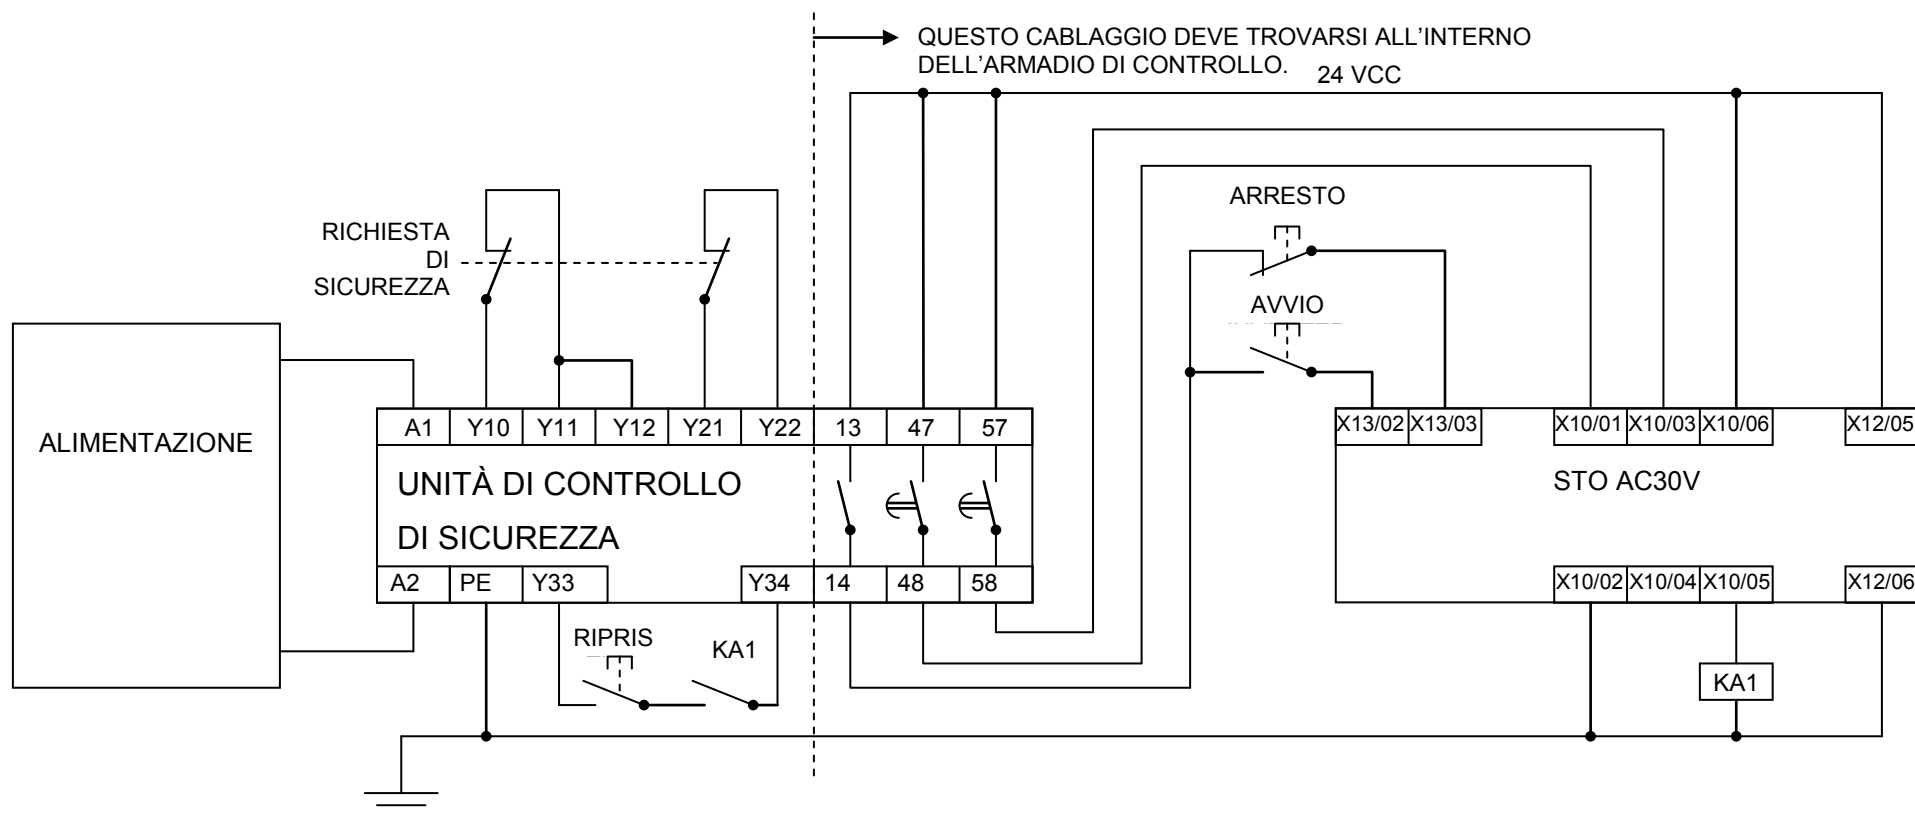 QUESTO CABLAGGIO DEVE TROVARSI ALL'INTERNO
DELL'ARMADIO DI CONTROLLO.
24 VCC
ARRESTO
RICHIESTA
DI
SICUREZZA
AVVIO
ALIMENTAZIONE
A1 Y10 Y11 Y12 Y21 Y22 13 47 57
X13/02 X13/03 X10/01 X10/03 X10/06 X12/05
UNITÀ DI CONTROLLO
DI SICUREZZA
STO AC30V
A2 PE Y33 Y34 14 48 58
X10/02 X10/04 X10/05 X12/06
RIPRIS
KA1
KA1